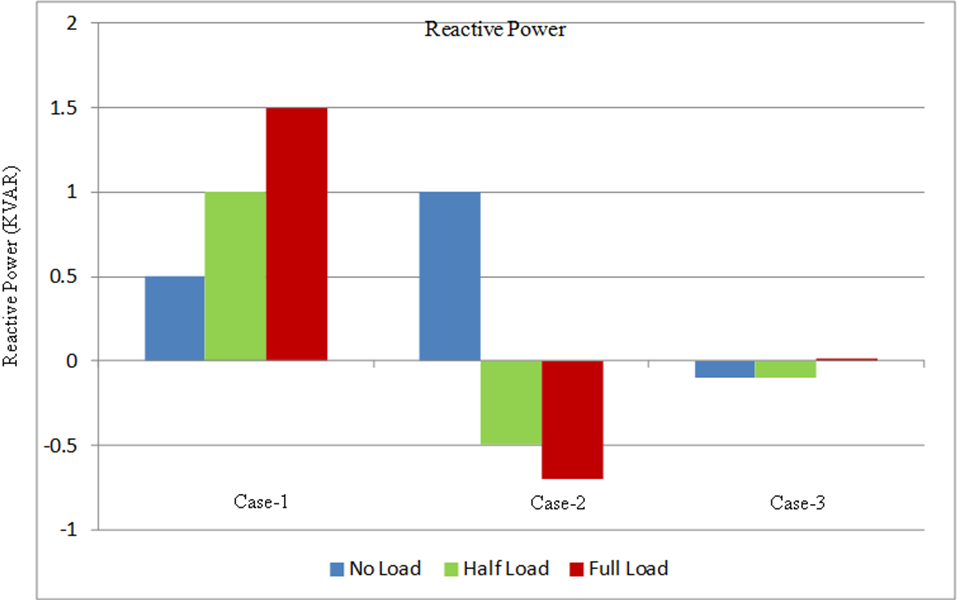 Reactive Power
2
1.5
1
0.5
0
-0.5
-1
Reactive Power (KVAR)
Case-1 Case-2 Case-3
No Load Half Load Full Load